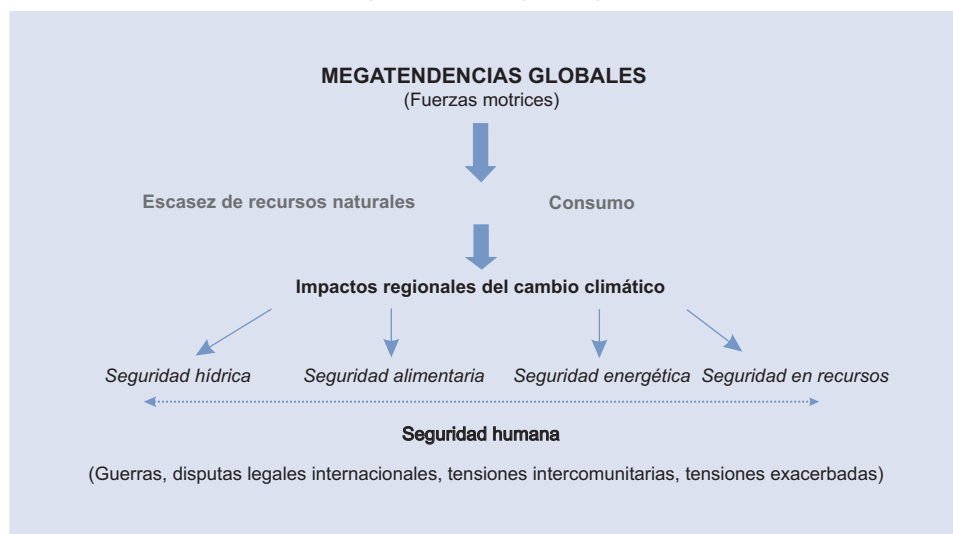 MEGATENDENCIAS GLOBALES
(Fuerzas motrices)
Escasez de recursos naturales Consumo
Impactos regionales del cambio climático
Seguridad hídrica Seguridad alimentaria Seguridad energética Seguridad en recursos
Seguridad humana
(Guerras, disputas legales internacionales, tensiones intercomunitarias, tensiones exacerbadas)